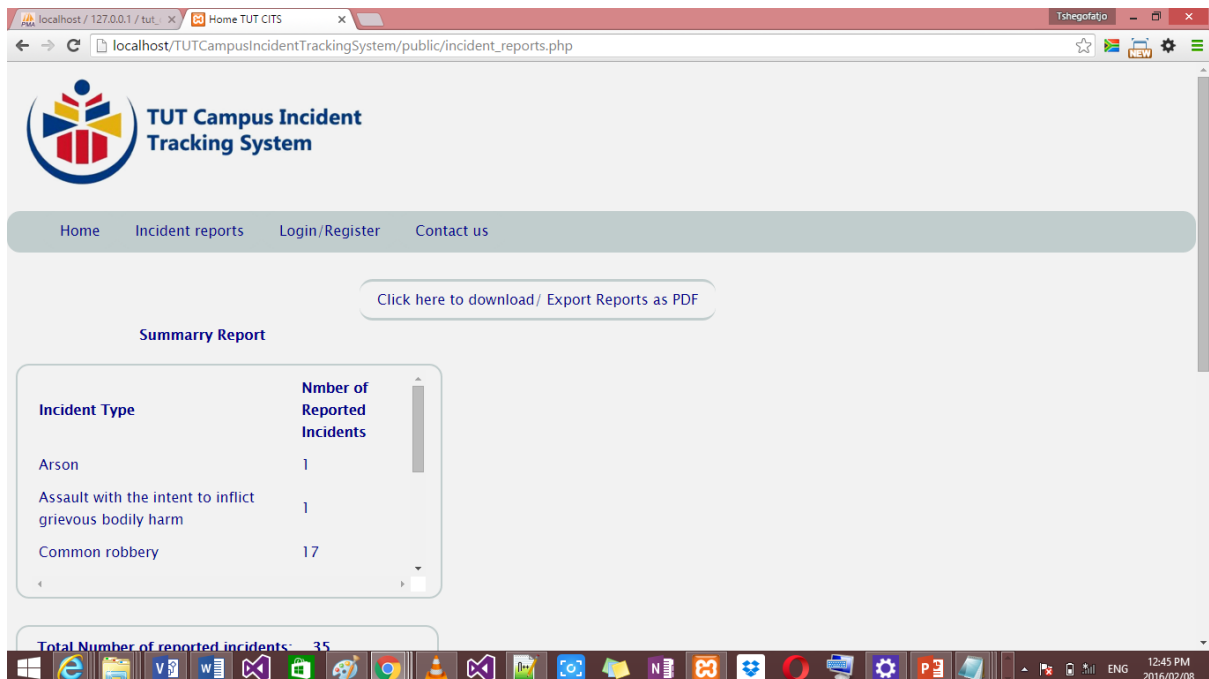 localhost / 127.0.0.1 / tut_
Home TUT CITS
Tshegofatjo
localhost/TUTCampusIncidentTrackingSystem/public/incident_reports.php
NEW
TUT Campus Incident
Tracking System
Home Incident reports Login/Register Contact us
Click here to download/ Export Reports as PDF
Summarry Report
Incident Type
Nmber of
Reported
Incidents
Arson 1
Assault with the intent to inflict
grievous bodily harm
1
Common robbery 17
Total Number of reported incidents: 35
ENG
12:45 PM
2016/02/08